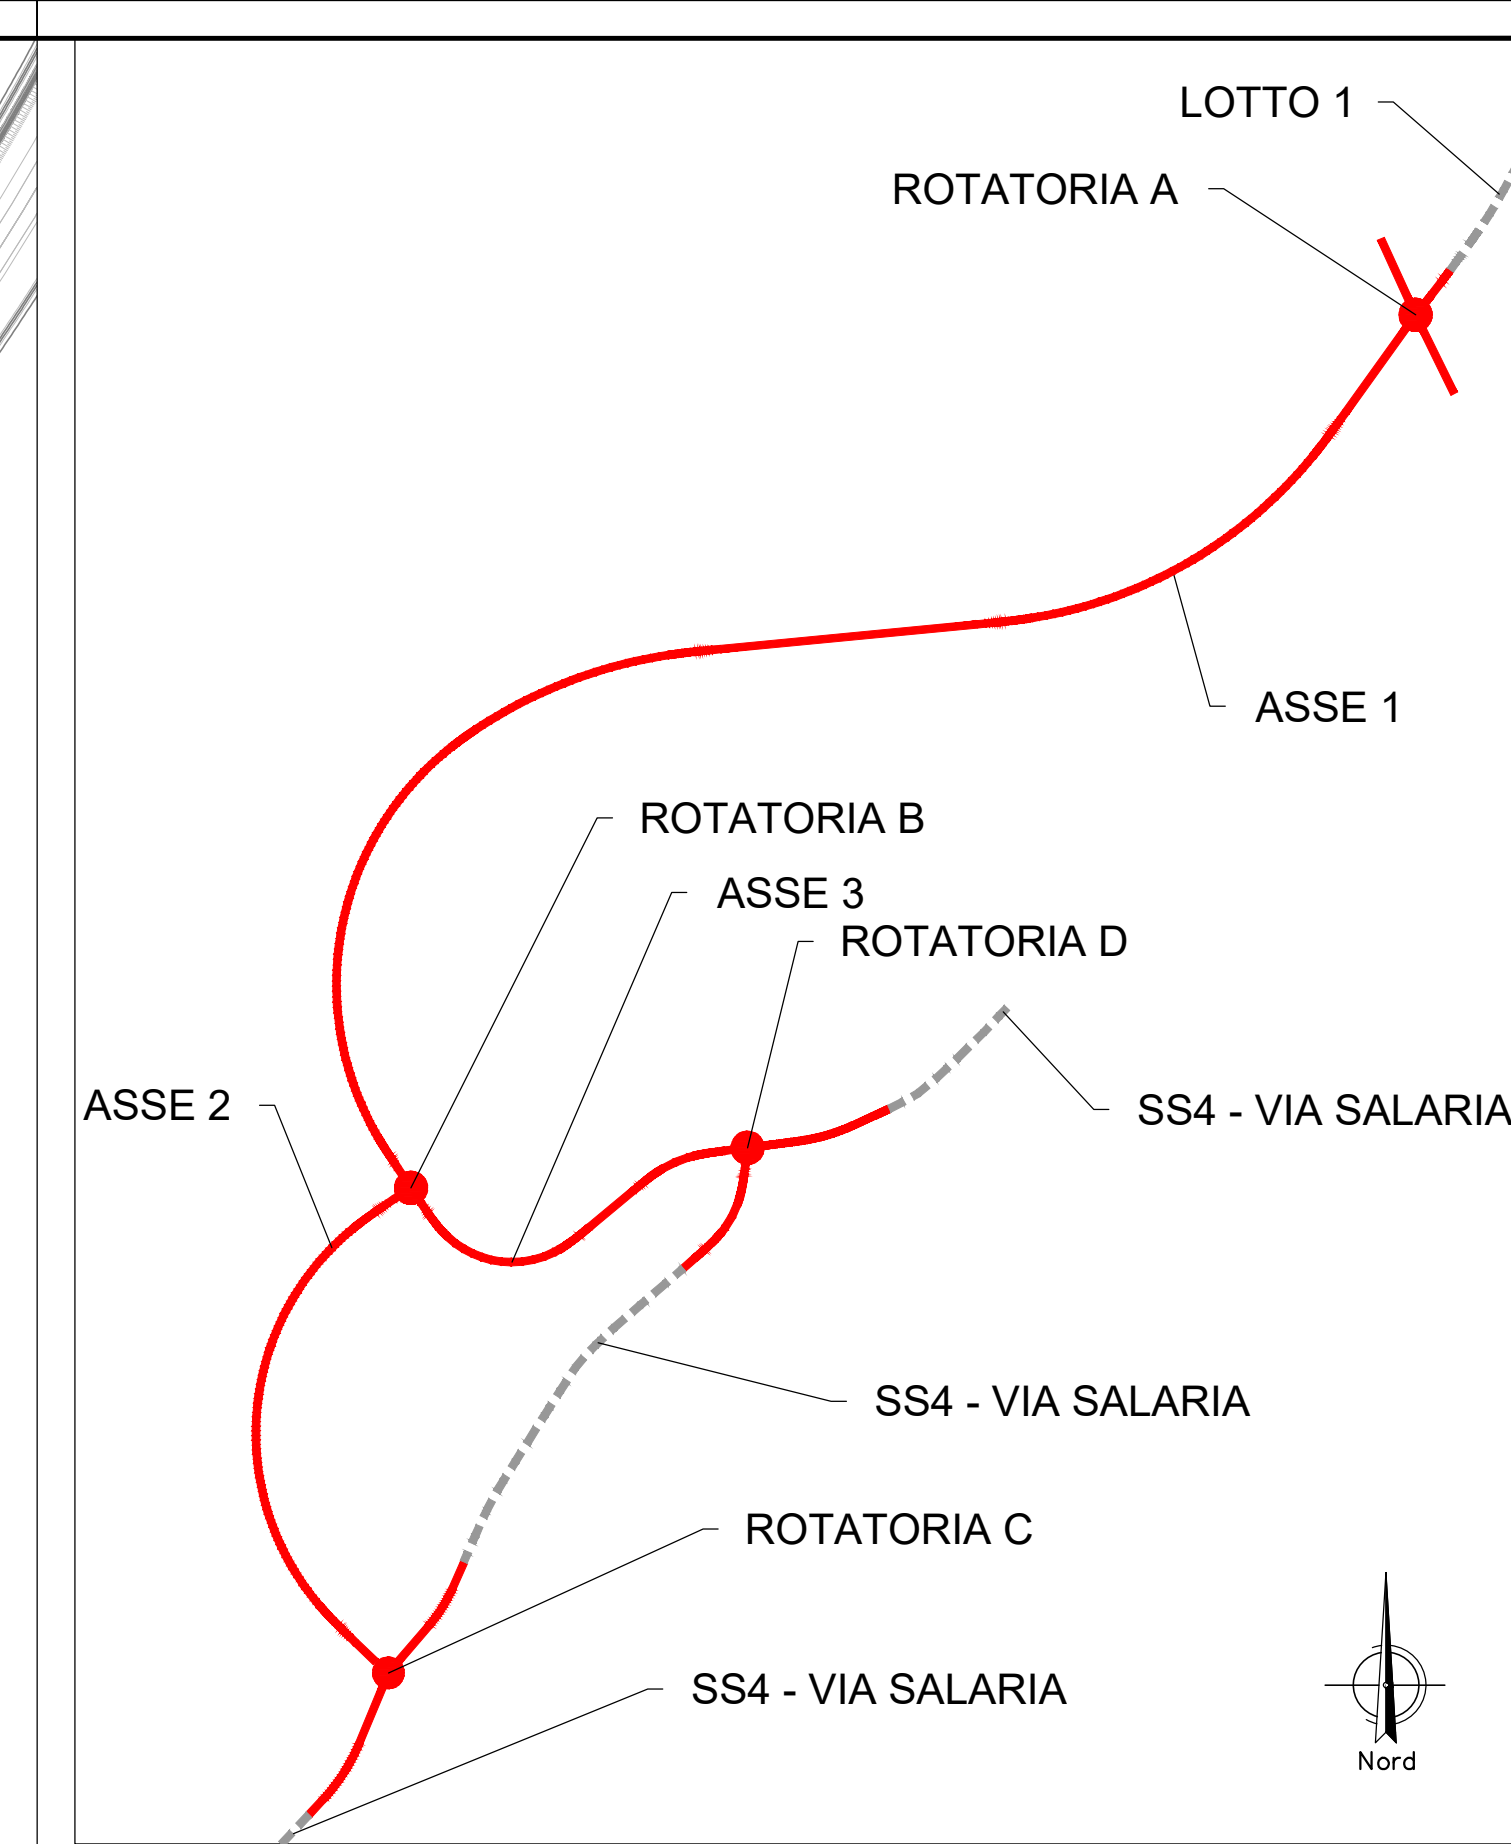 LOTTO 1
ROTATORIA A
ASSE 1
ROTATORIA B
ASSE 3
ROTATORIA D
ASSE 2
SS4 - VIA SALARIA
SS4 - VIA SALARIA
ROTATORIA C
SS4 - VIA SALARIA
Nord